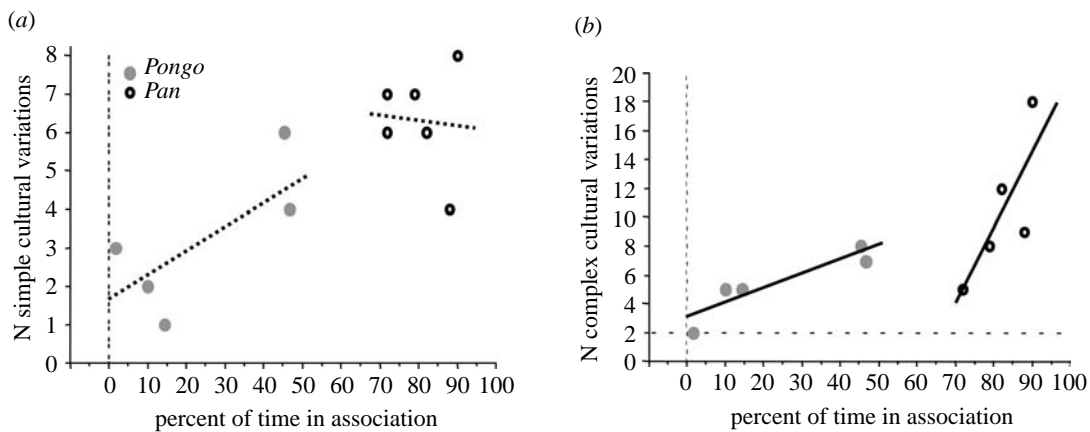 (a)
8
7
6
5
4
3
2
1
0
N simple cultural variations
Pongo
Pan
0 10 20 30 40 50 60 70 80 90 100
percent of time in association
(b)
20
18
16
14
12
10
8
6
4
2
0
N complex cultural variations
0 10 20 30 40 50 60 70 80 90 100
percent of time in association